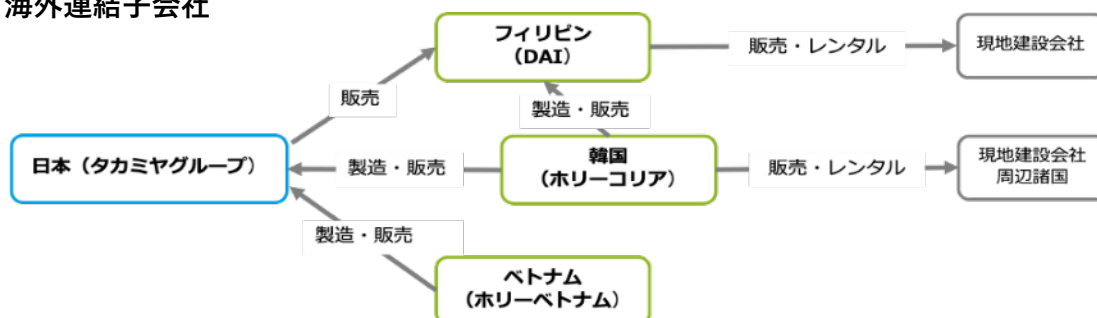 海外連結子会社
フィリピン
（DAI）
販売・レンタル
現地建設会社
販売
製造・販売
日本（タカミヤグループ）
製造・販売
韓国
（ホリーコリア）
販売・レンタル
現地建設会社
周辺諸国
製造・販売
ベトナム
（ホリーベトナム）